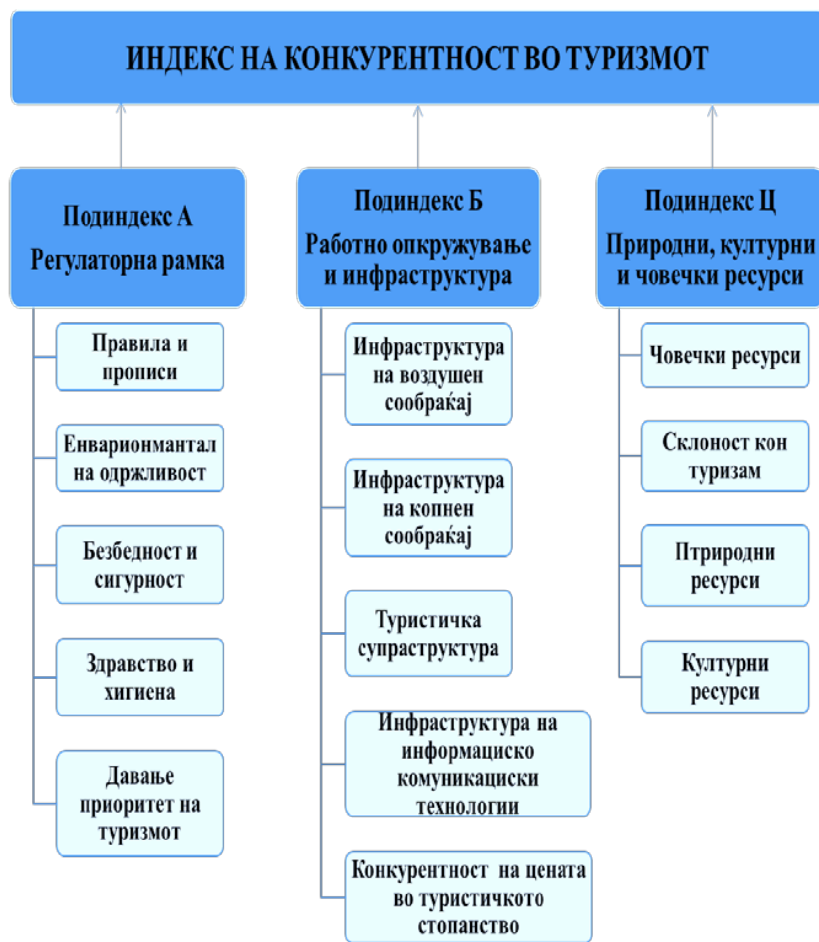 ИНДЕКС НА КОНКУРЕНТНОСТ ВО ТУРИЗМОТ
Подиндекс А
Регулаторна рамка
Правила и
прописи
Енварионмантал
на одржливост
Безбедност и
сигурност
Здравство и
хигиена
Давање
приоритет на
туризмот
Подиндекс Б
Работно опкружување
и инфраструктура
Инфраструктура
на воздушен
сообраќај
Инфраструктура
на копнен
сообраќај
Туристичка
супраструктура
Инфраструктура на
информациско
комуникациски
технологии
Конкурентност на цената
во туристичкото
стопанство
Подиндекс Ц
Природни, културни
и човечки ресурси
Човечки ресурси
Склоност кон
туризам
Птриродни
ресурси
Културни
ресурси